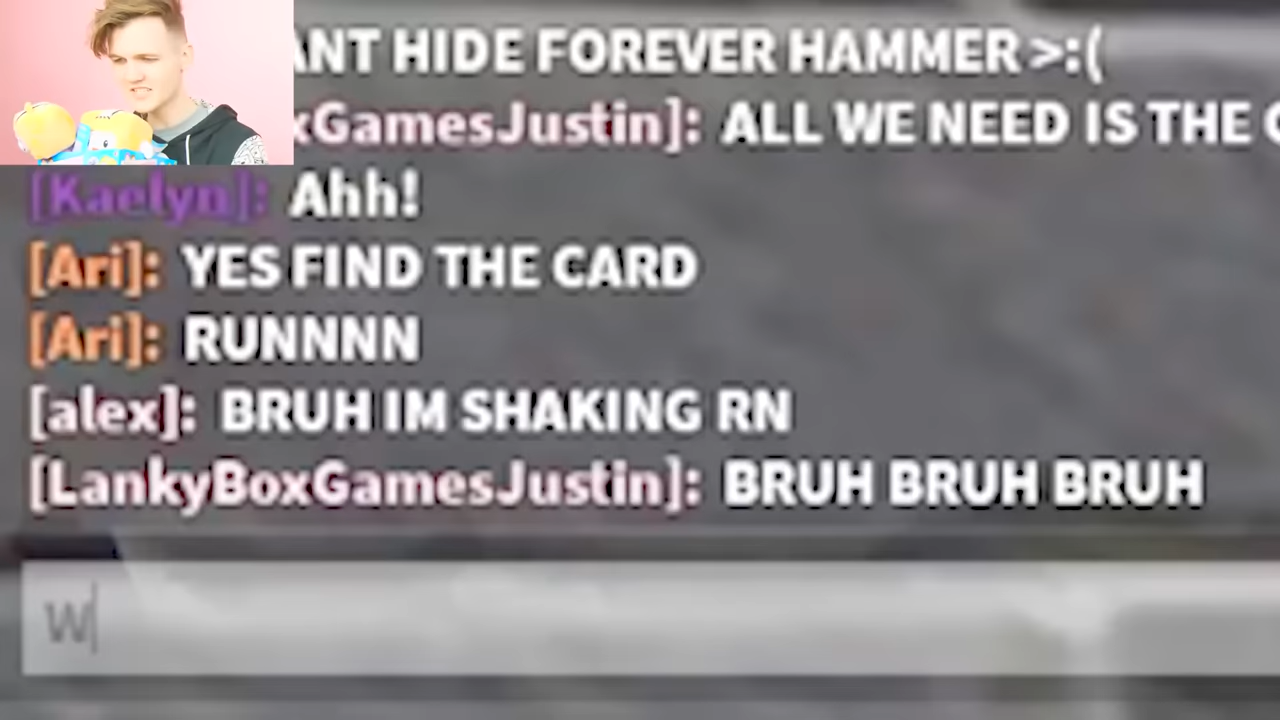 ANT HIDE FOREVER HAMMER >:(
xGamesJustin]: ALL WE NEED IS THE
[Kaelyn]: Ahh!
[Ari]: YES FIND THE CARD
[Ari]: RUNNNN
[alex]: BRUH IM SHAKING RN
[LankyBoxGamesJustin]: BRUH BRUH BRUH
W